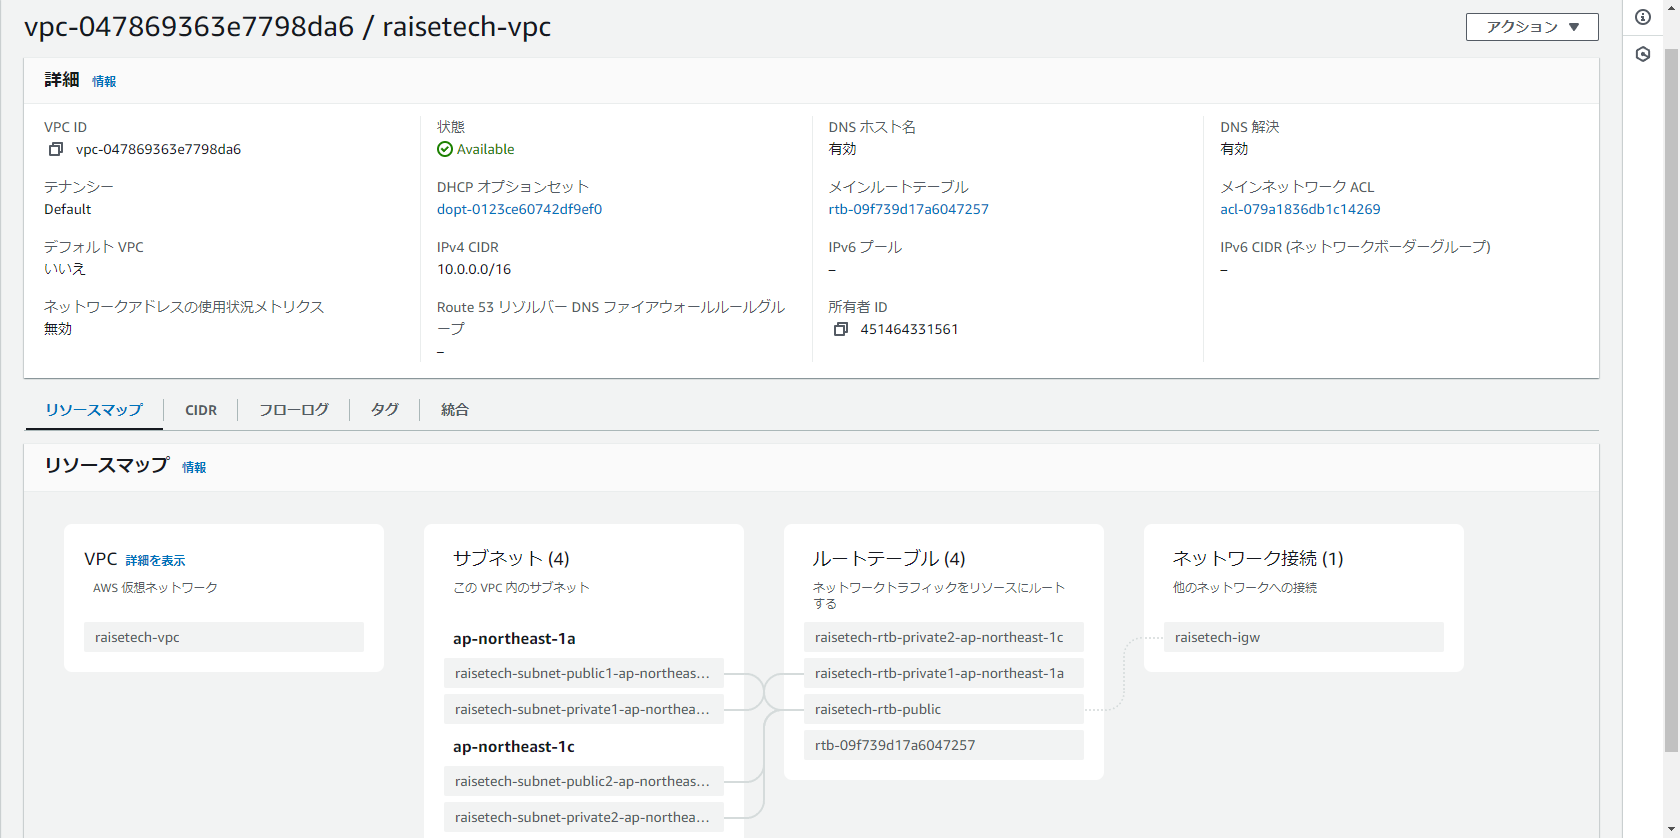 vpc-047869363e7798da6 / raisetech-vpc
アクション
詳細 情報
VPC ID
vpc-047869363e7798da6
状態
Available
DNS ホスト名
有効
DNS 解決
有効
テナンシー
Default
DHCP オプションセット
dopt-0123ce60742df9ef0
メインルートテーブル
rtb-09f739d17a6047257
メインネットワーク ACL
acl-079a1836db1c14269
デフォルト VPC
いいえ
IPv4 CIDR
10.0.0.0/16
IPv6 プール
–
IPv6 CIDR (ネットワークボーダーグループ)
–
ネットワークアドレスの使用状況メトリクス
無効
Route 53 リゾルバー DNS ファイアウォールルールグル
ープ
–
所有者 ID
451464331561
リソースマップ
CIDR
フローログ
タグ
統合
リソースマップ 情報
VPC 詳細を表示
AWS 仮想ネットワーク
raisetech-vpc
サブネット (4)
この VPC 内のサブネット
ap-northeast-1a
raisetech-subnet-public1-ap-northeas...
raisetech-subnet-private1-ap-northea...
ap-northeast-1c
raisetech-subnet-public2-ap-northeas...
raisetech-subnet-private2-ap-northea...
ルートテーブル (4)
ネットワークトラフィックをリソースにルート
する
raisetech-rtb-private2-ap-northeast-1c
raisetech-rtb-private1-ap-northeast-1a
raisetech-rtb-public
rtb-09f739d17a6047257
ネットワーク接続 (1)
他のネットワークへの接続
raisetech-igw